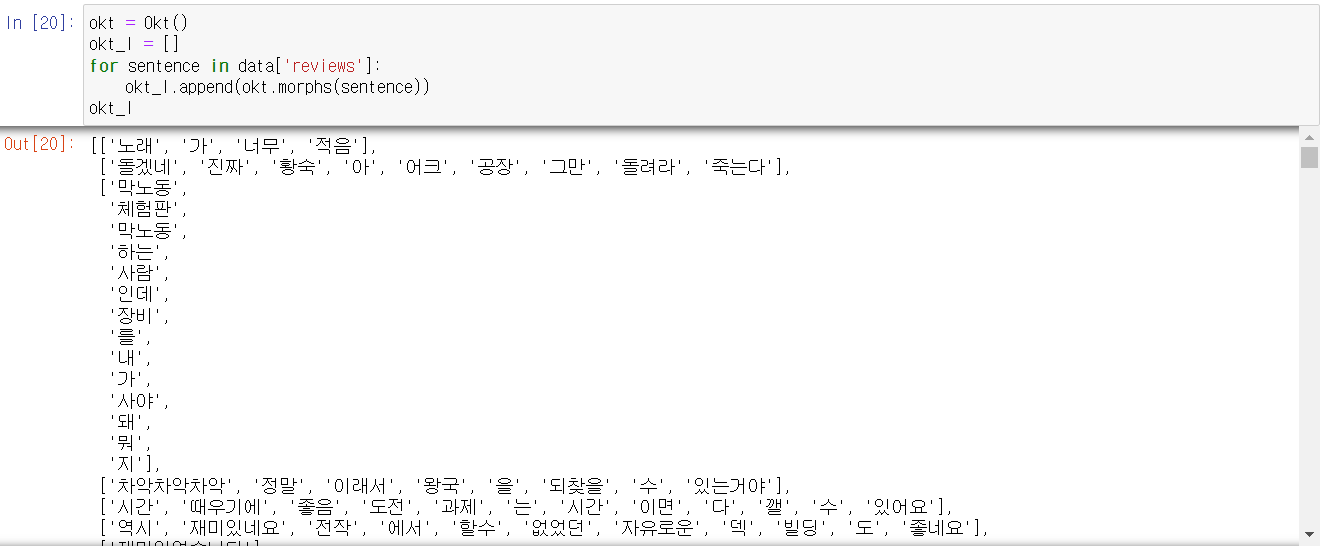 In [20]: okt = Okt()
okt_l = []
for sentence in data['reviews']:
    okt_l.append(okt.morphs(sentence))
okt_l
Out[20]: [['노래', '가', '너무', '적음'],
['돌겠네', '진짜', '황숙', '아', '어크', '공장', '그만', '돌려라', '죽는다'],
['막노동',
'체험판',
'막노동',
'하는',
'사람',
'인데',
'장비',
'를',
'내',
'가',
'사야',
'돼',
'뭐',
'지'],
['차악차악차악', '정말', '이래서', '왕국', '을', '되찾을', '수', '있는거야'],
['시간', '때우기에', '좋음', '도전', '과제', '는', '시간', '이면', '다', '깰', '수', '있어요'],
['역시', '재미있네요', '전작', '에서', '할수', '없었던', '자유로운', '덱', '빌딩', '도', '좋네요'],